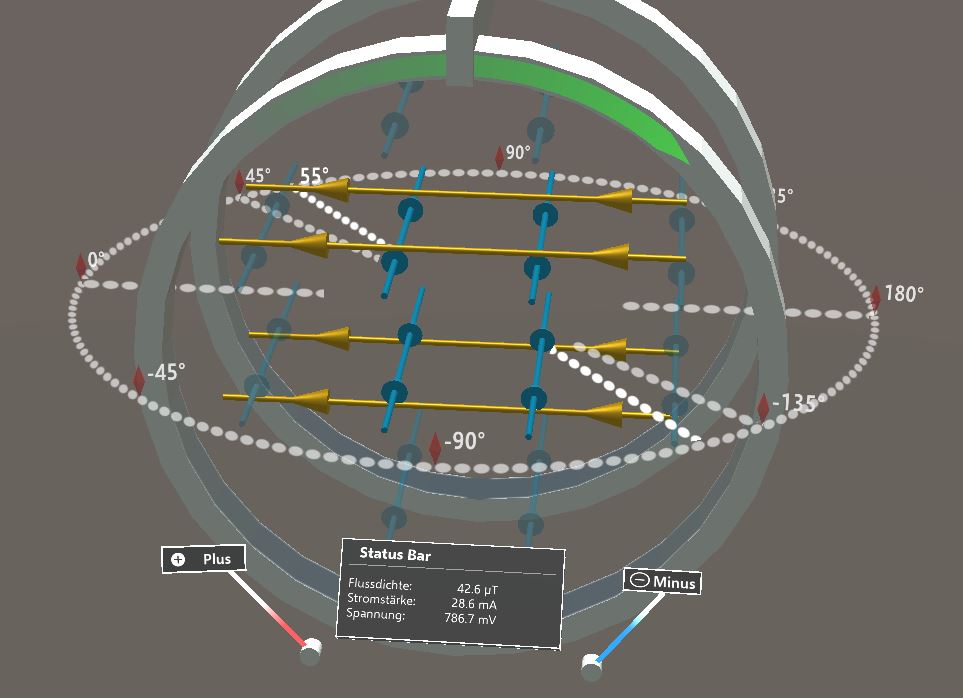 90°
45°
55°
5°
0°
180°
-45°
-135°
-90°
Plus
Status Bar
Minus
Flussdichte: 42.6 µT
Stromstärke: 28.6 mA
Spannung: 786.7 mV